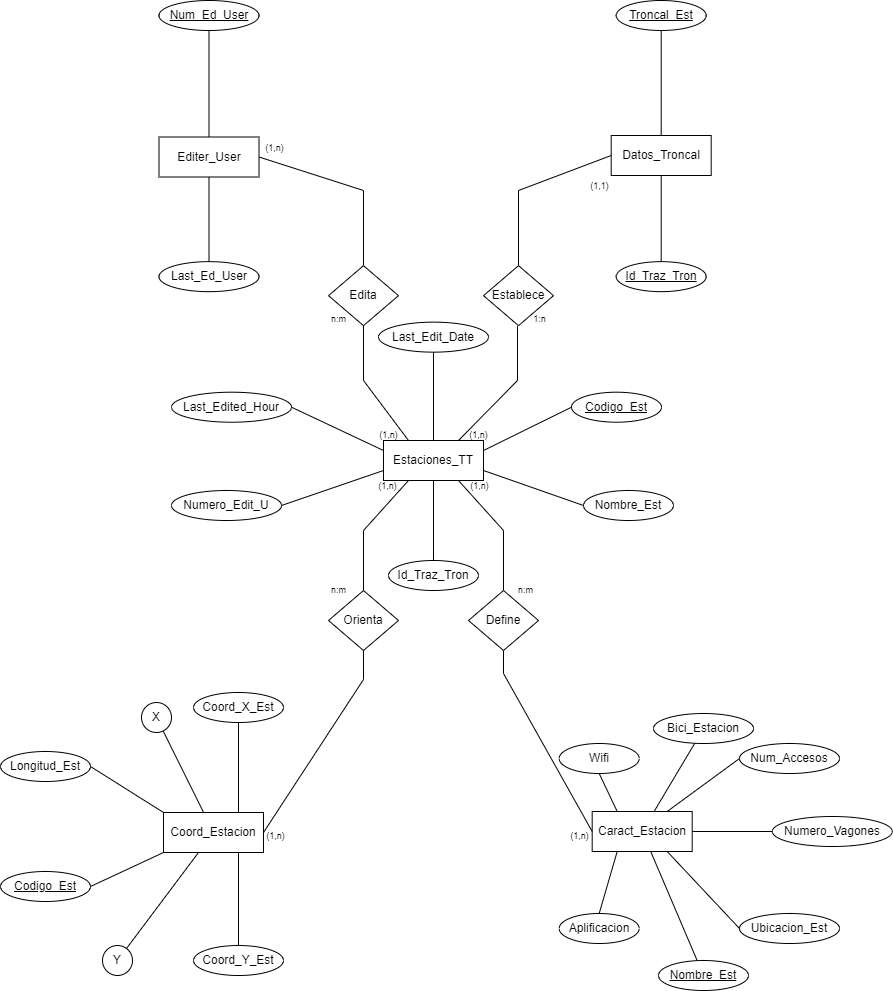 Num_Ed_User
Troncal_Est
Editer_User
(1,n)
Datos_Troncal
(1,1)
Last_Ed_User
Id_Traz_Tron
Edita
Establece
n:m
1:n
Last_Edit_Date
Last_Edited_Hour
Codigo_Est
(1,n)
(1,n)
Estaciones_TT
(1,n)
(1,n)
Numero_Edit_U
Nombre_Est
Id_Traz_Tron
n:m
n:m
Orienta
Define
X
Coord_X_Est
Bici_Estacion
Longitud_Est
Wifi
Num_Accesos
Coord_Estacion
(1,n)
(1,n)
Caract_Estacion
Numero_Vagones
Codigo_Est
Aplificacion
Ubicacion_Est
Y
Coord_Y_Est
Nombre_Est